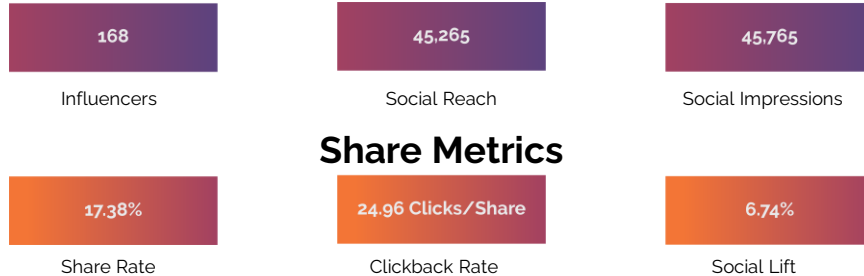 168
45,265
45,765
Influencers
Social Reach
Social Impressions
Share Metrics
17.38%
24.96 Clicks/Share
6.74%
Share Rate
Clickback Rate
Social Lift